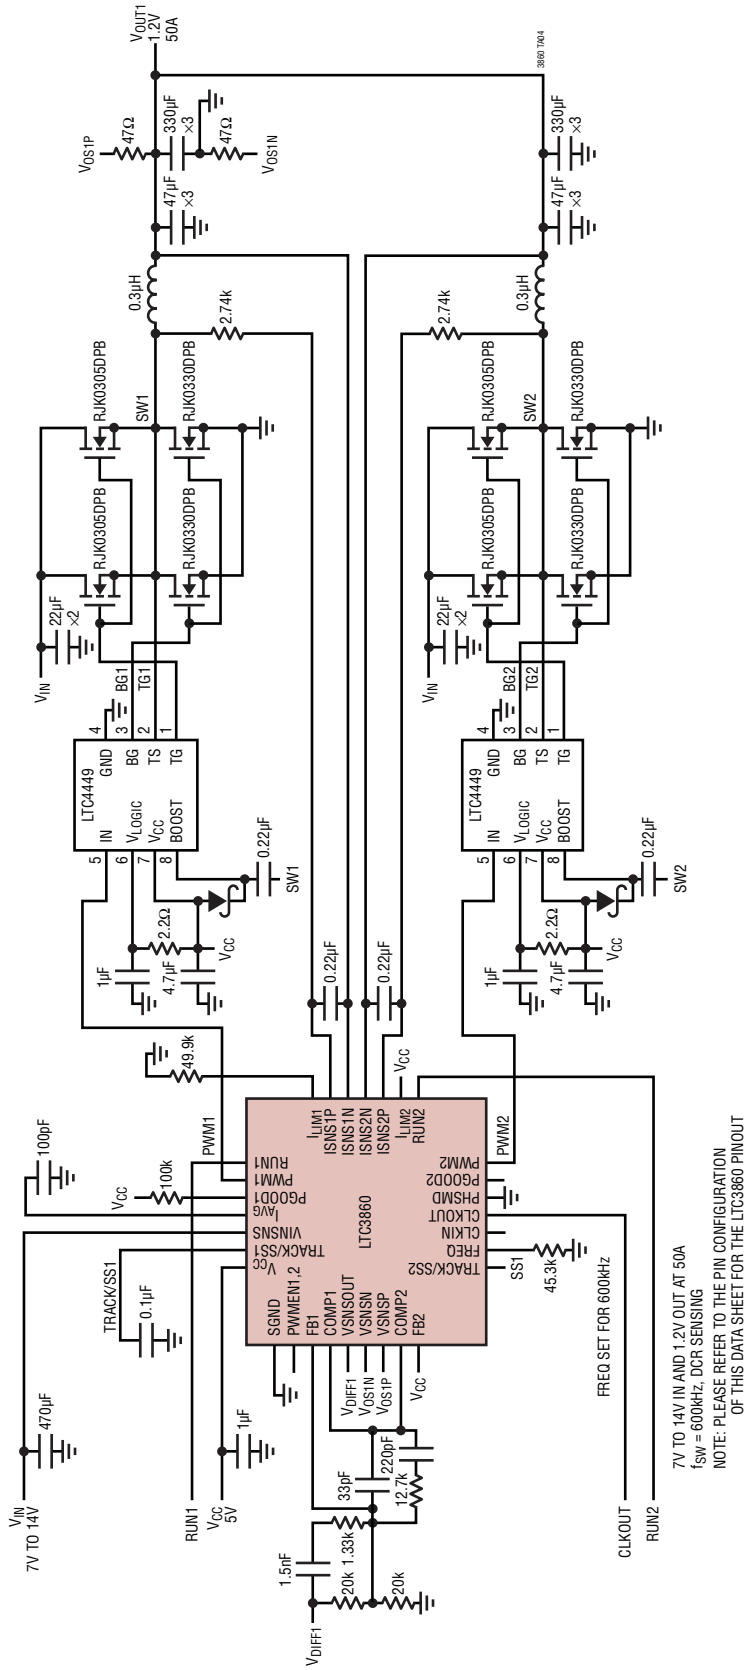 VIN
7V TO 14V
470µF
TRACK/SS1
0.1µF
RUN1
VCC
5V
1µF
VCC
100k
100pF
49.9k
PWM1
VCC
TRACK/SS1
VINSNS
IAVG
PGOOD1
PWM1
RUN1
SGND
PWMEN1,2
FB1
COMP1
VSNSOUT
VSNSN
VSNSP
COMP2
FB2
LTC3860
ILIM1
ISNS1P
ISNS1N
ISNS2N
ISNS2P
ILIM2
RUN2
TRACK/SS2
FREQ
CLKIN
CLKOUT
PHSMD
PGOOD2
PWM2
VDIFF1
VOS1N
VOS1P
VCC
33pF
220pF
12.7k
1.5nF
1.33k
20k
20k
VDIFF1
SS1
45.3k
FREQ SET FOR 600kHz
PWM2
VCC
0.22µF
0.22µF
1µF
2.2Ω
4.7µF
VCC
0.22µF
SW1
LTC4449
IN
VLOGIC
VCC
BOOST
GND
BG
TS
TG
5
6
7
8
4
3
2
1
BG1
TG1
VIN
22µF
×2
RJK0305DPB
RJK0305DPB
RJK0330DPB
RJK0330DPB
SW1
0.3µH
2.74k
47µF
×3
VOS1P
47Ω
330µF
×3
47Ω
VOS1N
VOUT1
1.2V
50A
1µF
2.2Ω
4.7µF
VCC
0.22µF
SW2
LTC4449
IN
VLOGIC
VCC
BOOST
GND
BG
TS
TG
5
6
7
8
4
3
2
1
BG2
TG2
VIN
22µF
×2
RJK0305DPB
RJK0305DPB
RJK0330DPB
RJK0330DPB
SW2
0.3µH
2.74k
47µF
×3
330µF
×3
3860 TA04
CLKOUT
RUN2
7V TO 14V IN AND 1.2V OUT AT 50A
fSW = 600kHz, DCR SENSING
NOTE: PLEASE REFER TO THE PIN CONFIGURATION
OF THIS DATA SHEET FOR THE LTC3860 PINOUT